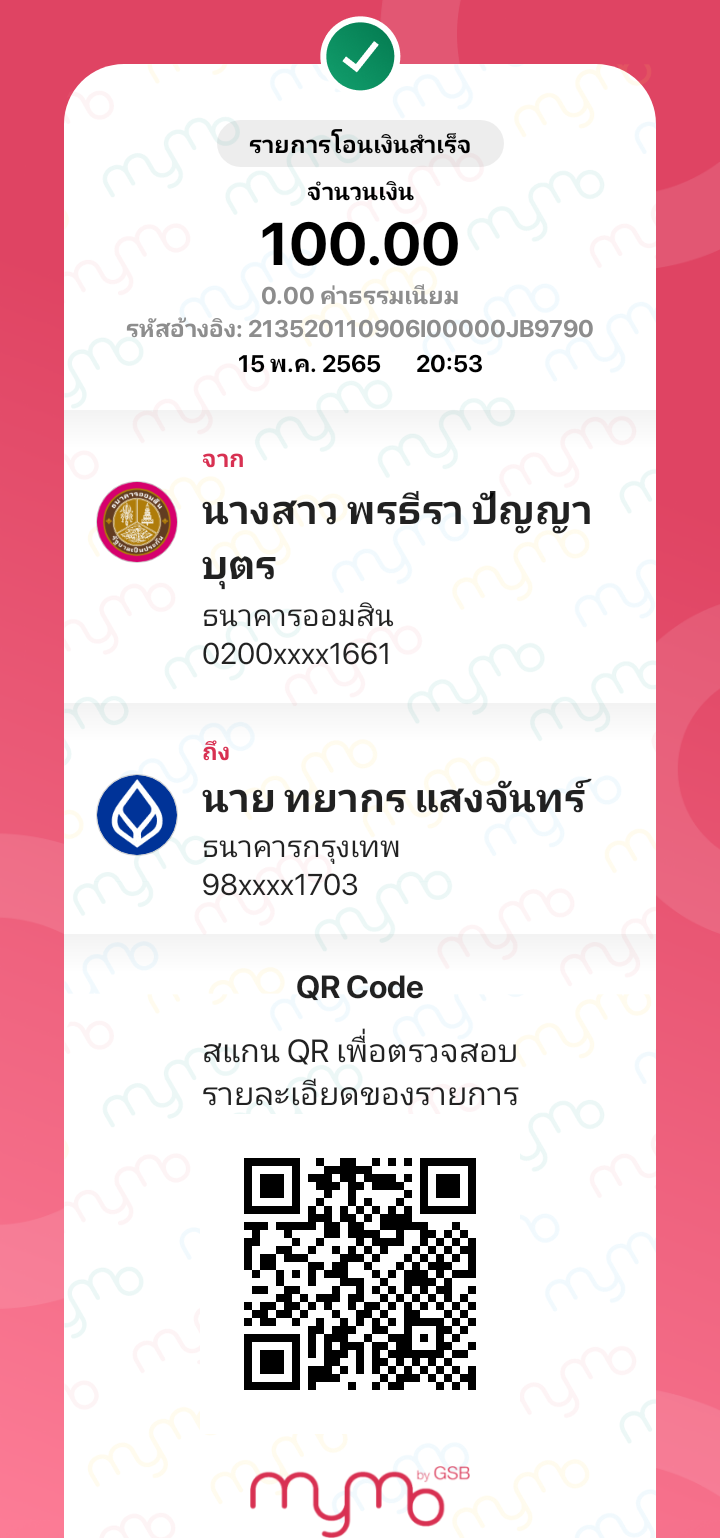 รายการโอนเงินสำเร็จ
จำนวนเงิน
100.00
0.00 ค่าธรรมเนียม
รหัสอ้างอิง: 213520110906I00000JB9790
15 พ.ค. 2565 20:53
จาก
นางสาว พรธีรา ปัญญา
บุตร
ธนาคารออมสิน
0200xxxx1661
ถึง
นาย ทยากร แสงจันทร์
ธนาคารกรุงเทพ
98xxxx1703
QR Code
สแกน QR เพื่อตรวจสอบ
รายละเอียดของรายการ
mymo by GSB